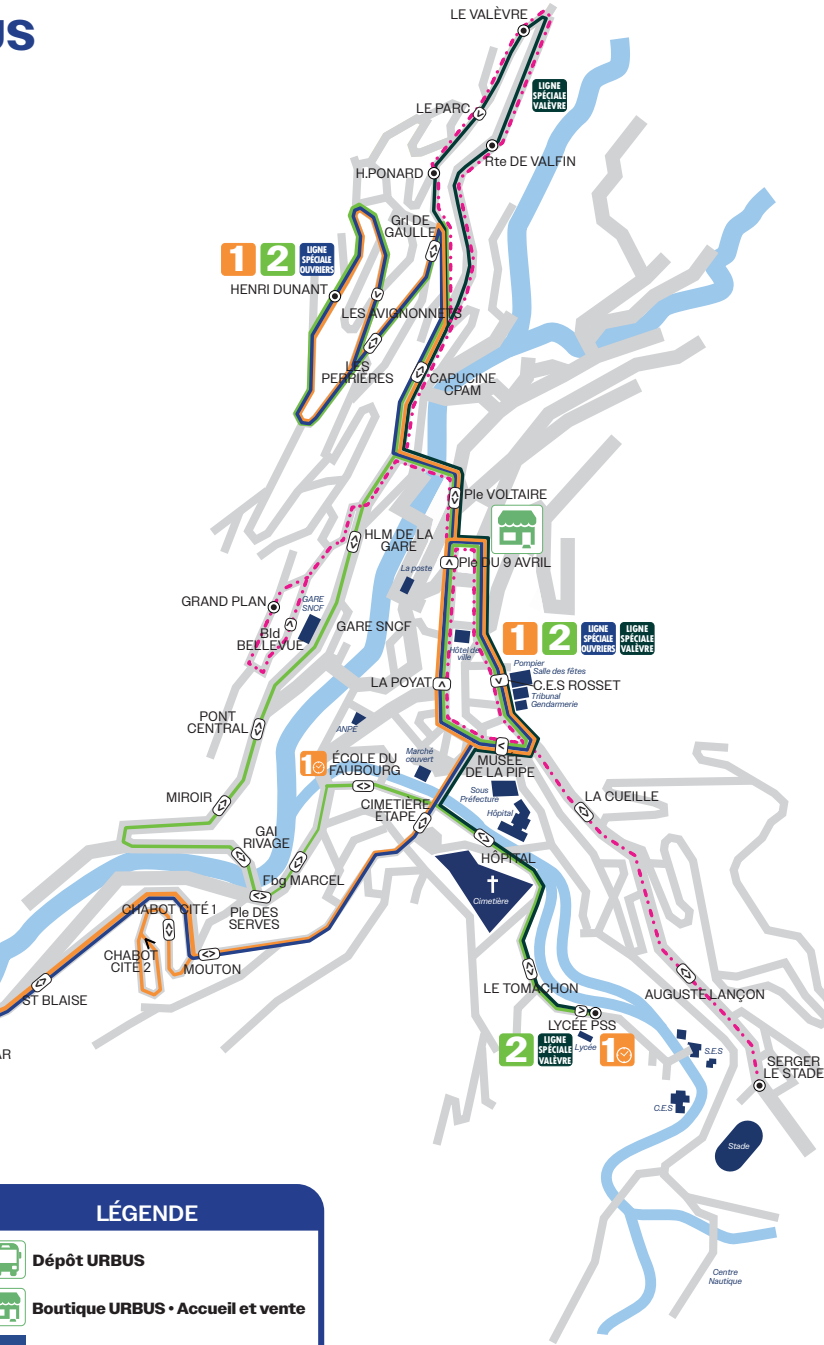 US
LE VALÈVRE
LIGNE
SPÉCIALE
VALÈVRE
LE PARC
Rte DE VALFIN
H.PONARD
Grl DE
GAULLE
1 2 LIGNE
SPÉCIALE
OUVRIERS
HENRI DUNANT
LES AVIGNONNETS
LES
PERRIÈRES
CAPUCINE
CPAM
Ple VOLTAIRE
HLM DE LA
GARE
Ple DU 9 AVRIL
La poste
GRAND PLAN
GARE
SNCF
Bld
BELLEVUE
GARE SNCF
Hôtel de
ville
1 2 LIGNE
SPÉCIALE
OUVRIERS
LIGNE
SPÉCIALE
VALÈVRE
Pompier
Salle des fêtes
C.E.S ROSSET
Tribunal
Gendarmerie
LA POYAT
PONT
CENTRAL
ANPE
1 ÉCOLE DU
FAUBOURG
Marché
couvert
MUSÉE
DE LA PIPE
MIROIR
CIMETIÈRE
ÉTAPE
Sous
Préfecture
Hôpital
LA CUEILLE
GAI
RIVAGE
HÔPITAL
Fbg MARCEL
Cimetière
CHABOT CITÉ 1
Ple DES
SERVES
CHABOT
CITÉ 2
MOUTON
ST BLAISE
LE TOMACHON
AUGUSTE LANÇON
LYCÉE PSS
2 LIGNE
SPÉCIALE
VALÈVRE
Lycée
1
AR
S.E.S
SERGER
LE STADE
C.E.S
Stade
LÉGENDE
Dépôt URBUS
Boutique URBUS • Accueil et vente
Centre
Nautique